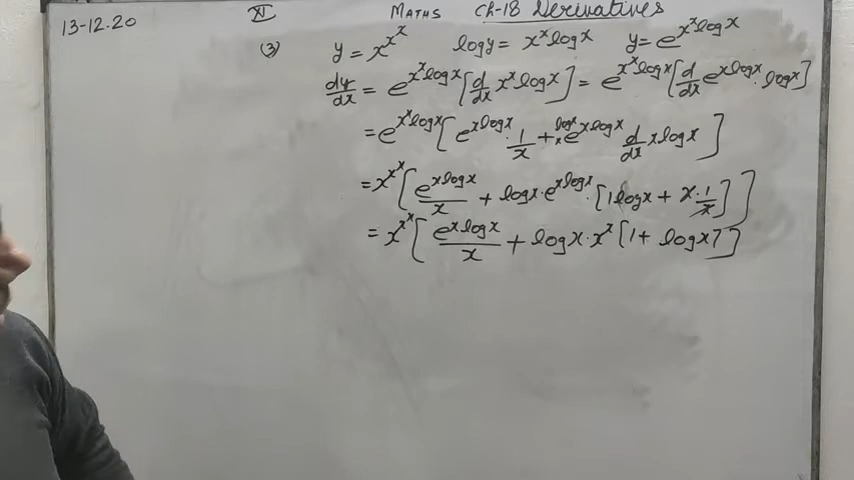 13-12.20 XI MATHS Ch-18 Derivatives
(3) y = x^{x^x} log y = x^x log x y = e^{x^x log x}
dy/dx = e^{x^x log x} [d/dx x^x log x] = e^{x^x log x} [d/dx e^{x log x} . log x]
= e^{x^x log x} [e^{x log x} . 1/x + log x . e^{x log x} d/dx x log x]
= x^{x^x} [e^{x log x}/x + log x . e^{x log x} . [1 log x + x . 1/x]]
= x^{x^x} [e^{x log x}/x + log x . x^x [1 + log x]]